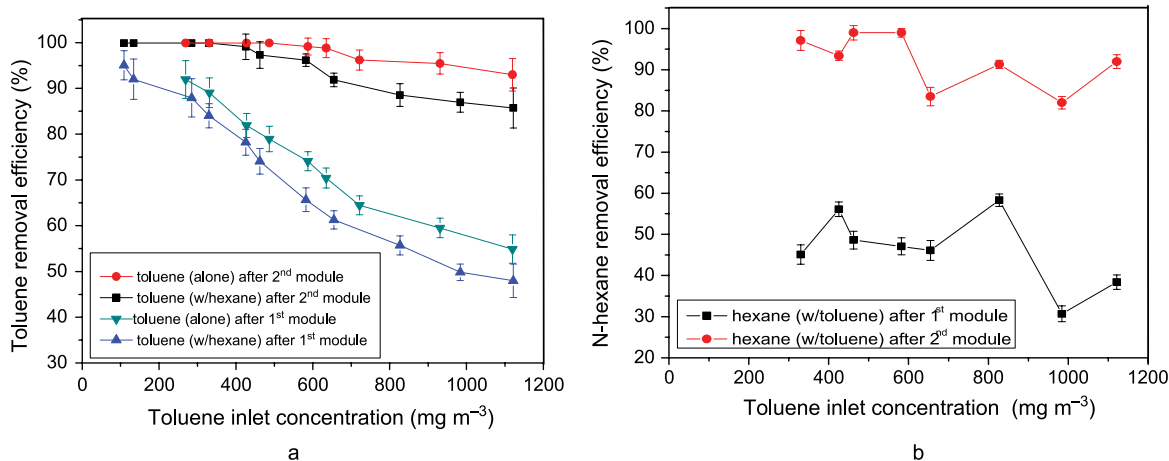 Toluene removal efficiency (%)
100
90
80
70
60
50
40
30
toluene (alone) after 2nd module
toluene (w/hexane) after 2nd module
toluene (alone) after 1st module
toluene (w/hexane) after 1st module
0 200 400 600 800 1000 1200
Toluene inlet concentration (mg m–3)
a
N-hexane removal efficiency (%)
100
90
80
70
60
50
40
30
20
hexane (w/toluene) after 1st module
hexane (w/toluene) after 2nd module
0 200 400 600 800 1000 1200
Toluene inlet concentration (mg m–3)
b